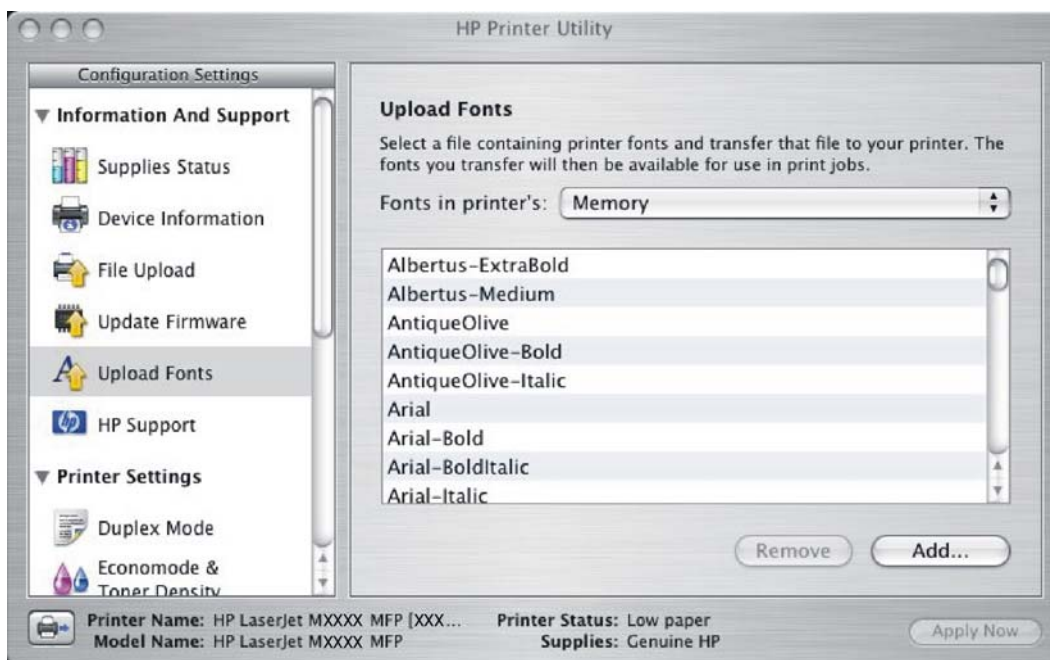 HP Printer Utility
Configuration Settings
Information And Support
Supplies Status
Device Information
File Upload
Update Firmware
Upload Fonts
HP Support
Printer Settings
Duplex Mode
Economode &
Toner Density
Upload Fonts
Select a file containing printer fonts and transfer that file to your printer. The
fonts you transfer will then be available for use in print jobs.
Fonts in printer's: Memory
Albertus-ExtraBold
Albertus-Medium
AntiqueOlive
AntiqueOlive-Bold
AntiqueOlive-Italic
Arial
Arial-Bold
Arial-BoldItalic
Arial-Italic
Remove Add...
Printer Name: HP LaserJet MXXXX MFP [XXX... Printer Status: Low paper
Model Name: HP LaserJet MXXXX MFP Supplies: Genuine HP
Apply Now